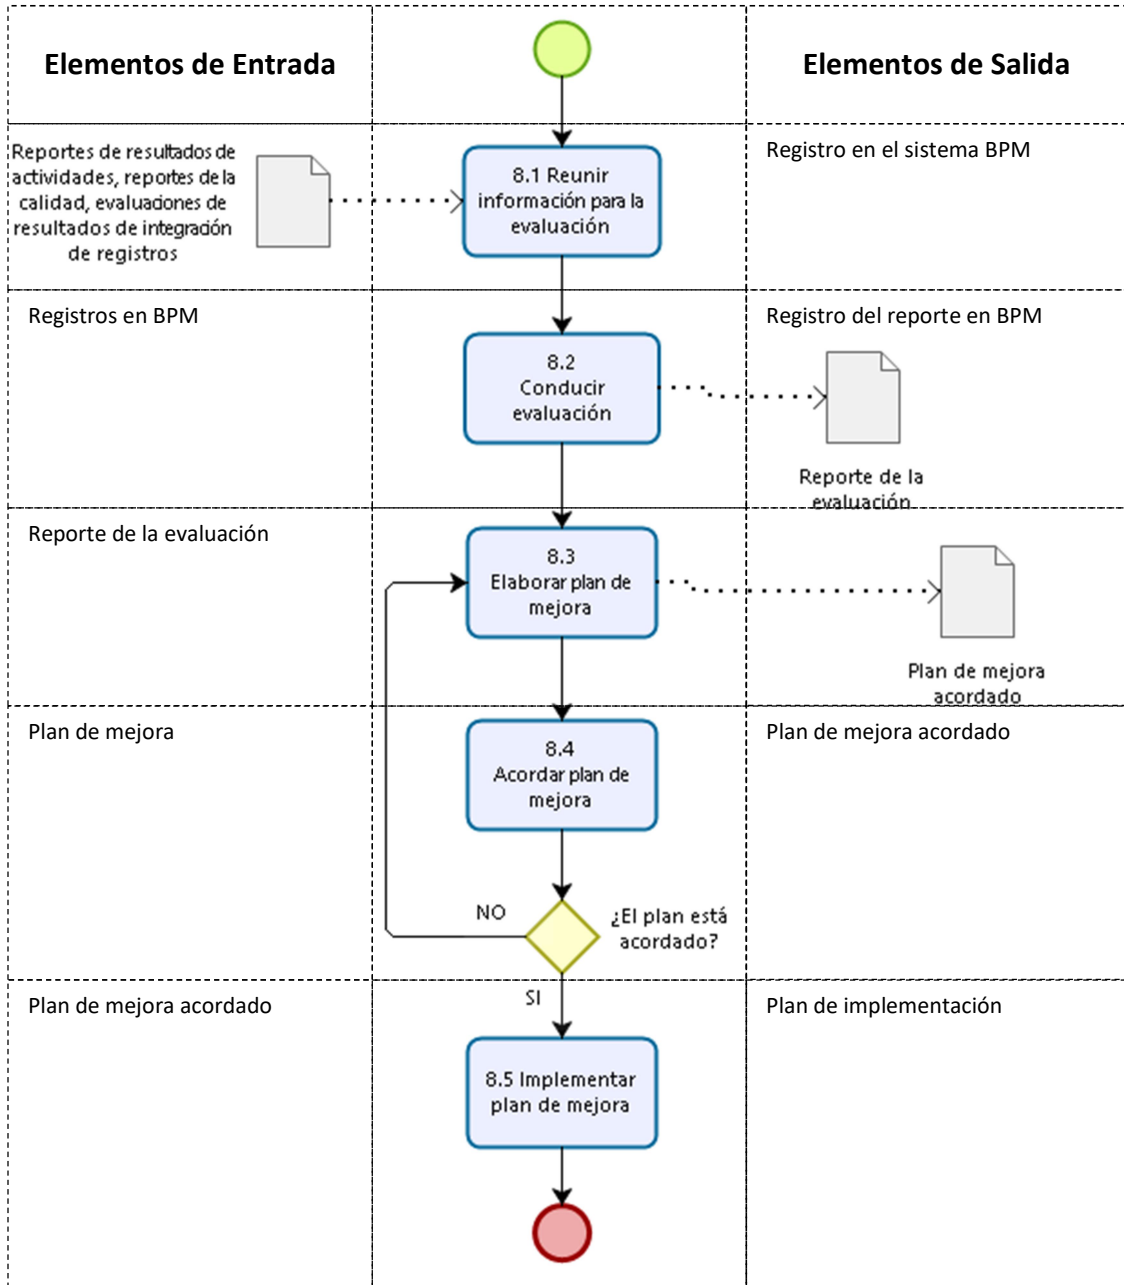 Elementos de Entrada
Elementos de Salida
Reportes de resultados de
actividades, reportes de la
calidad, evaluaciones de
resultados de integración
de registros
8.1 Reunir
información para la
evaluación
Registro en el sistema BPM
Registros en BPM
8.2
Conducir
evaluación
Registro del reporte en BPM
Reporte de la
evaluación
Reporte de la evaluación
8.3
Elaborar plan de
mejora
Plan de mejora
acordado
Plan de mejora
8.4
Acordar plan de
mejora
Plan de mejora acordado
NO
¿El plan está
acordado?
Plan de mejora acordado
SI
Plan de implementación
8.5 Implementar
plan de mejora